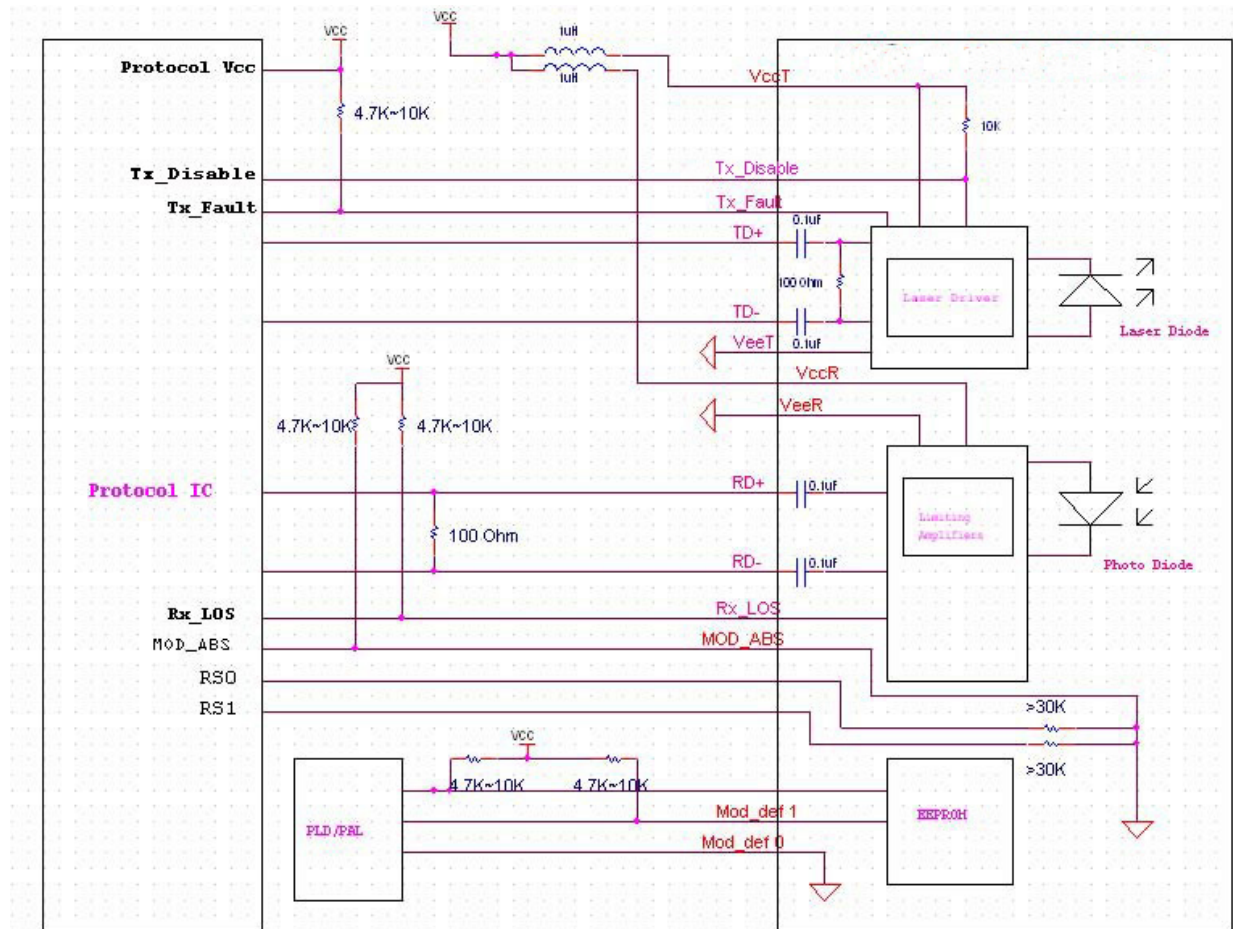 Vcc
1uH
Vcc
Protocol Vcc
1uH
VccT
4.7K~10K
10K
Tx_Disable
Tx_Disable
Tx_Fault
Tx_Fault
0.1uf
TD+
100 Ohm
Laser Driver
TD-
Laser Diode
VeeT
0.1uf
VCC
VccR
VeeR
4.7K~10K
4.7K~10K
Protocol IC
RD+
0.1uf
Limiting
Amplifiers
100 Ohm
RD-
0.1uf
Photo Diode
Rx_LOS
Rx_LOS
MOD_ABS
MOD_ABS
RS0
>30K
RS1
VCC
>30K
4.7K~10K
4.7K~10K
Mod_def 1
EEPROM
PLD/PAL
Mod_def 0